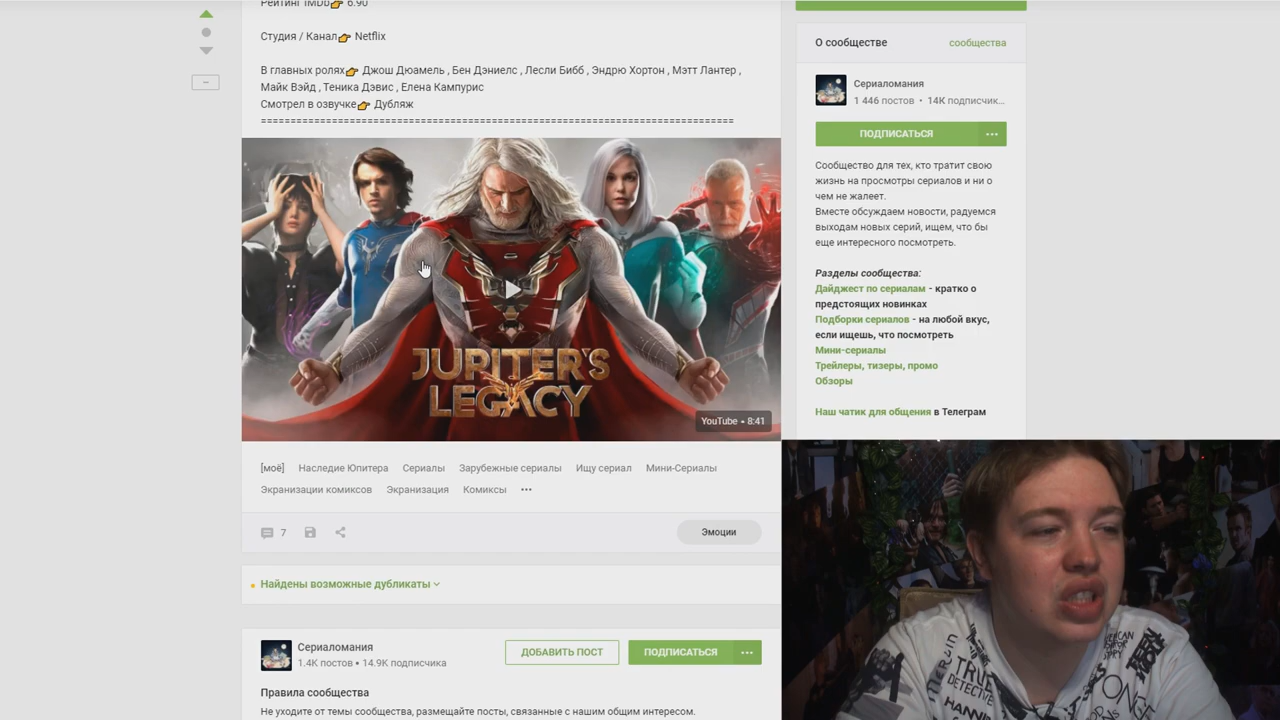 Рейтинг IMDb👉 6.90
Студия / Канал👉 Netflix
В главных ролях👉 Джош Дюамель , Бен Дэниелс , Лесли Бибб , Эндрю Хортон , Мэтт Лантер ,
Майк Вэйд , Теника Дэвис , Елена Кампурис
Смотрел в озвучке👉 Дубляж
================================================================================
JUPITER'S
LEGACY
YouTube • 8:41
[моё] Наследие Юпитера Сериалы Зарубежные сериалы Ищу сериал Мини-Сериалы
Экранизации комиксов Экранизация Комиксы •••
7
Эмоции
Найдены возможные дубликаты
Сериаломания
1.4K постов • 14.9K подписчика
ДОБАВИТЬ ПОСТ
ПОДПИСАТЬСЯ •••
Правила сообщества
Не уходите от темы сообщества, размещайте посты, связанные с нашим общим интересом.
О сообществе
сообщества
Сериаломания
1 446 постов • 14K подписчик...
ПОДПИСАТЬСЯ •••
Сообщество для тех, кто тратит свою
жизнь на просмотры сериалов и ни о
чем не жалеет.
Вместе обсуждаем новости, радуемся
выходам новых серий, ищем, что бы
еще интересного посмотреть.
Разделы сообщества:
Дайджест по сериалам - кратко о
предстоящих новинках
Подборки сериалов - на любой вкус,
если ищешь, что посмотреть
Мини-сериалы
Трейлеры, тизеры, промо
Обзоры
Наш чатик для общения в Телеграм
TRUE
DETECTIVE
HANNI